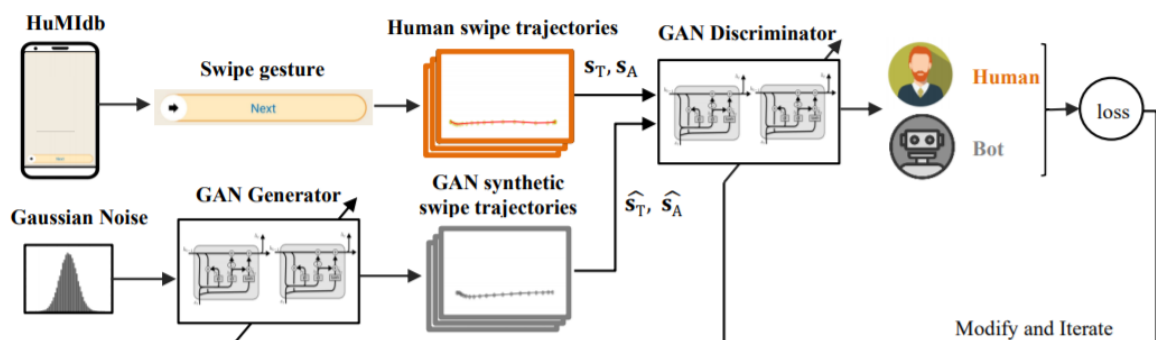 HuMIdb
Swipe gesture
Next
Human swipe trajectories
s_T, s_A
GAN Discriminator
Human
Bot
loss
Gaussian Noise
GAN Generator
GAN synthetic
swipe trajectories
ŝ_T, ŝ_A
Modify and Iterate